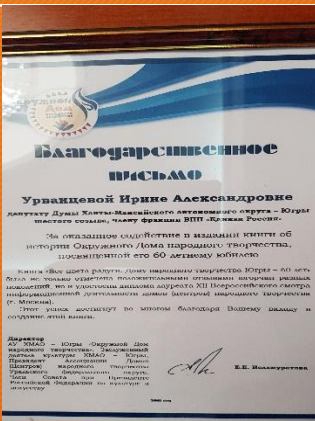 Окружной
Дом
Благодарственное
письмо
Урванцевой Ирине Александровне
депутату Думы Ханты-Мансийского автономного округа – Югры
шестого созыва, члену фракции ВПП «Единая Россия»
За оказанное содействие в издании книги об
истории Окружного Дома народного творчества,
посвященной его 60-летнему юбилею
Книга «Все цвета радуги. Дому народного творчества Югры – 60 лет»
была не только отмечена положительными отзывами югорчан разных
поколений, но и удостоена диплома лауреата XII Всероссийского смотра
информационной деятельности домов (центров) народного творчества
(г. Москва).
Этот успех достигнут во многом благодаря Вашему вкладу в
создание этой книги.
Директор
АУ ХМАО – Югры «Окружной Дом
народного творчества», Заслуженный
деятель культуры ХМАО – Югры,
Президент Ассоциации Домов
(Центров) народного творчества
Уральского федерального округа,
Член Совета при Президенте
Российской Федерации по культуре и
искусству